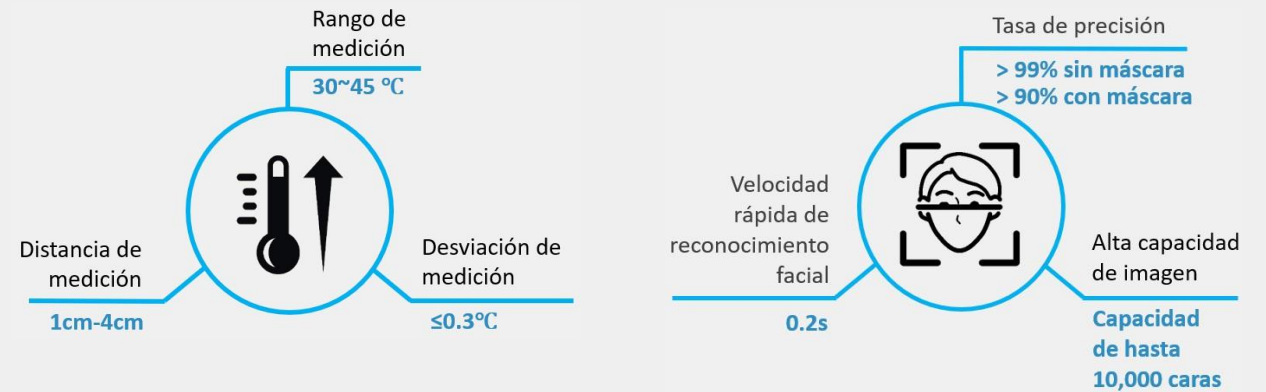 Rango de
medición
30~45 ℃
Distancia de
medición
1cm-4cm
Desviación de
medición
≤0.3℃
Tasa de precisión
> 99% sin máscara
> 90% con máscara
Velocidad
rápida de
reconocimiento
facial
0.2s
Alta capacidad
de imagen
Capacidad
de hasta
10,000 caras